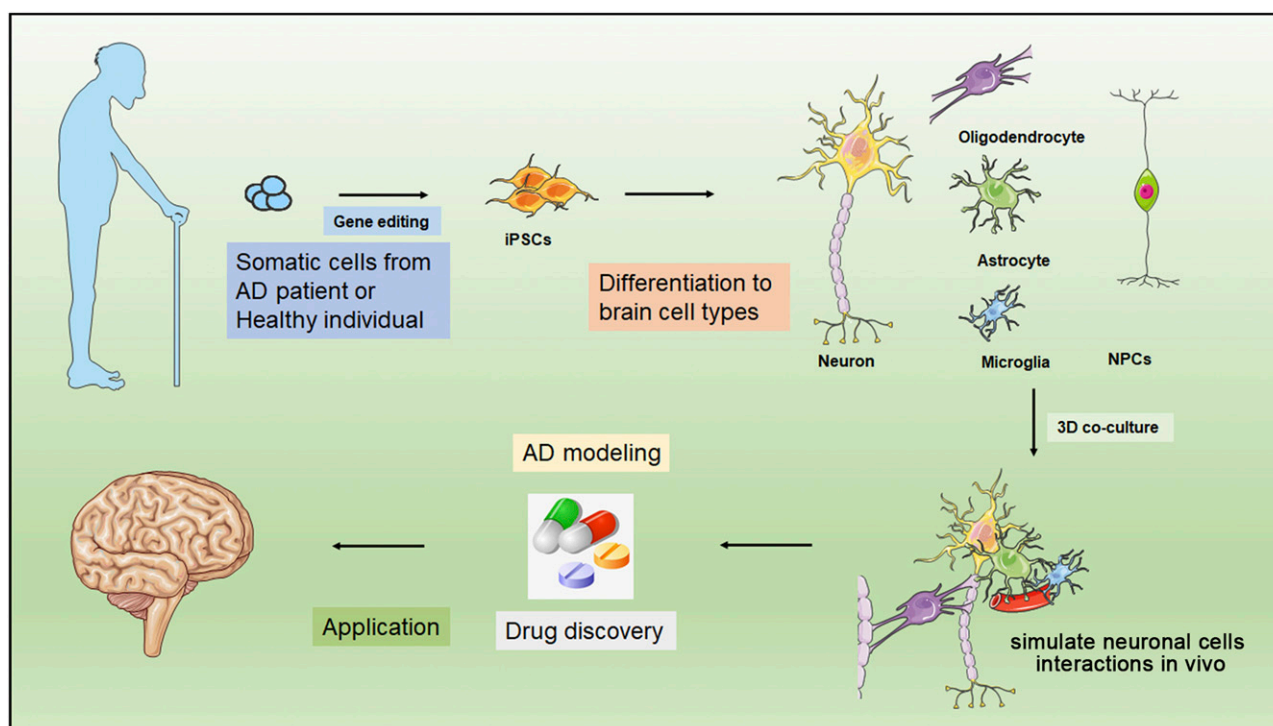 Gene editing
iPSCs
Somatic cells from
AD patient or
Healthy individual
Differentiation to
brain cell types
Neuron
Oligodendrocyte
Astrocyte
Microglia
NPCs
3D co-culture
simulate neuronal cells
interactions in vivo
AD modeling
Drug discovery
Application